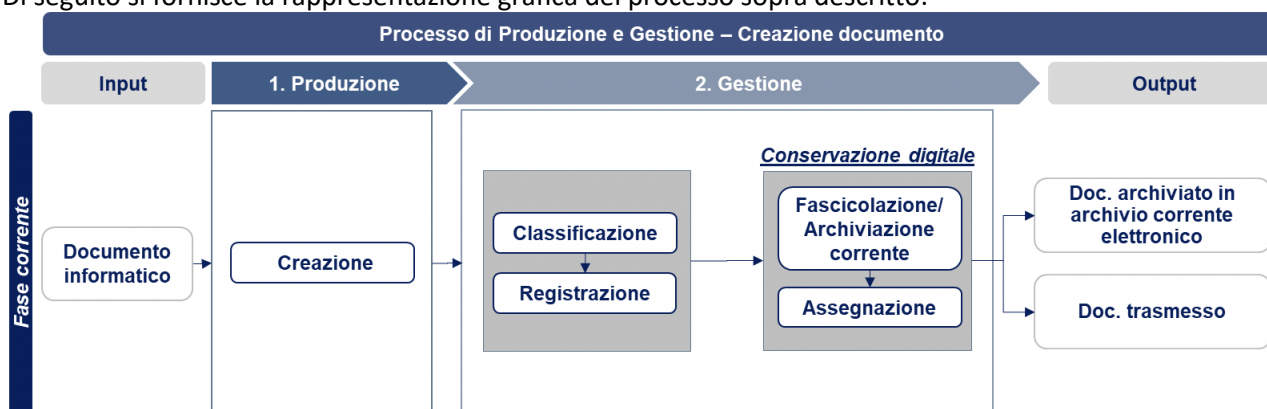 Di seguito si fornisce la rappresentazione grafica del processo sopra descritto:
Processo di Produzione e Gestione – Creazione documento
Input
1. Produzione
2. Gestione
Output
Fase corrente
Documento
informatico
Creazione
Classificazione
Registrazione
Conservazione digitale
Fascicolazione/
Archiviazione
corrente
Assegnazione
Doc. archiviato in
archivio corrente
elettronico
Doc. trasmesso